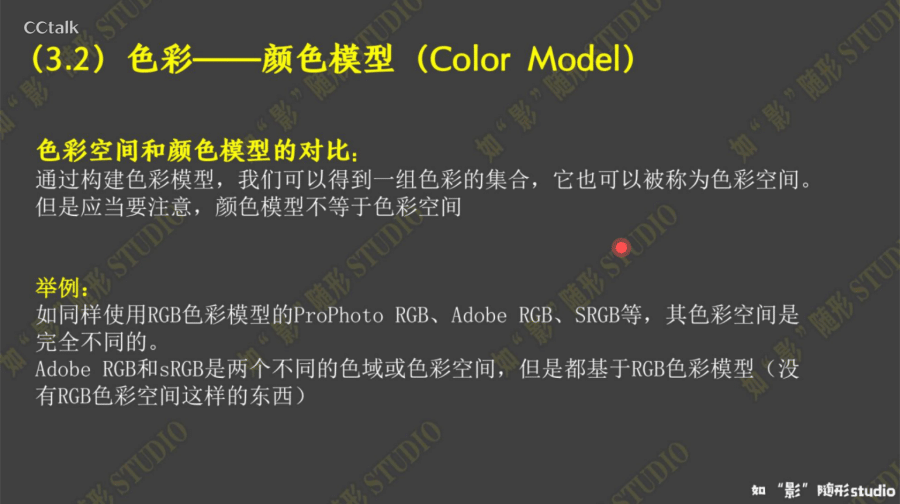 CCtalk
（3.2）色彩——颜色模型（Color Model）
色彩空间和颜色模型的对比：
通过构建色彩模型，我们可以得到一组色彩的集合，它也可以被称为色彩空间。
但是应当要注意，颜色模型不等于色彩空间
举例：
如同样使用RGB色彩模型的ProPhoto RGB、Adobe RGB、SRGB等，其色彩空间是
完全不同的。
Adobe RGB和sRGB是两个不同的色域或色彩空间，但是都基于RGB色彩模型（没
有RGB色彩空间这样的东西）
如“影”随形studio
如“影”随形 STUDIO